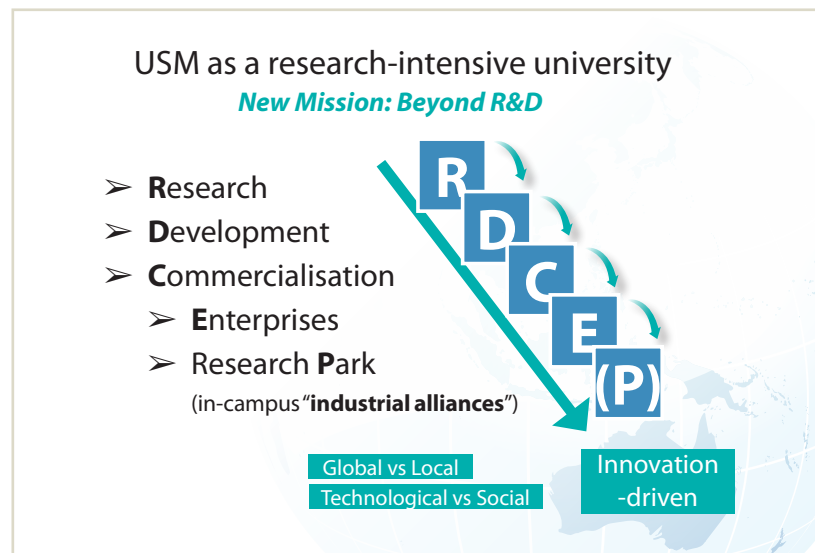 USM as a research-intensive university
New Mission: Beyond R&D
➢ Research
➢ Development
➢ Commercialisation
➢ Enterprises
➢ Research Park
(in-campus “industrial alliances”)
R
D
C
E
(P)
Global vs Local
Technological vs Social
Innovation
-driven